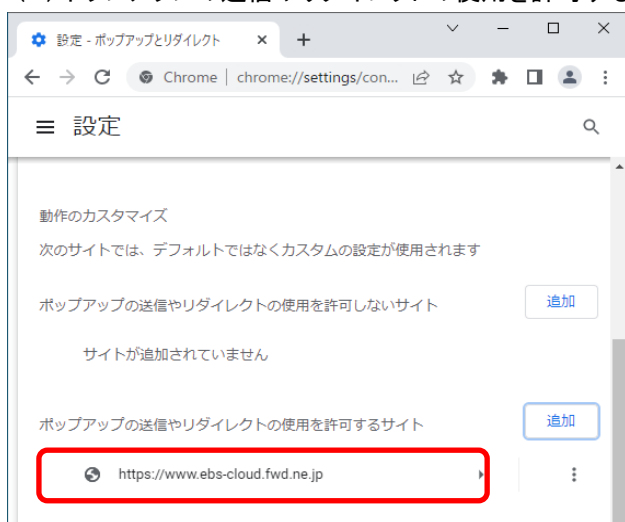 設定 - ポップアップとリダイレクト
Chrome | chrome://settings/con...
設定
動作のカスタマイズ
次のサイトでは、デフォルトではなくカスタムの設定が使用されます
ポップアップの送信やリダイレクトの使用を許可しないサイト
追加
サイトが追加されていません
ポップアップの送信やリダイレクトの使用を許可するサイト
追加
https://www.ebs-cloud.fwd.ne.jp